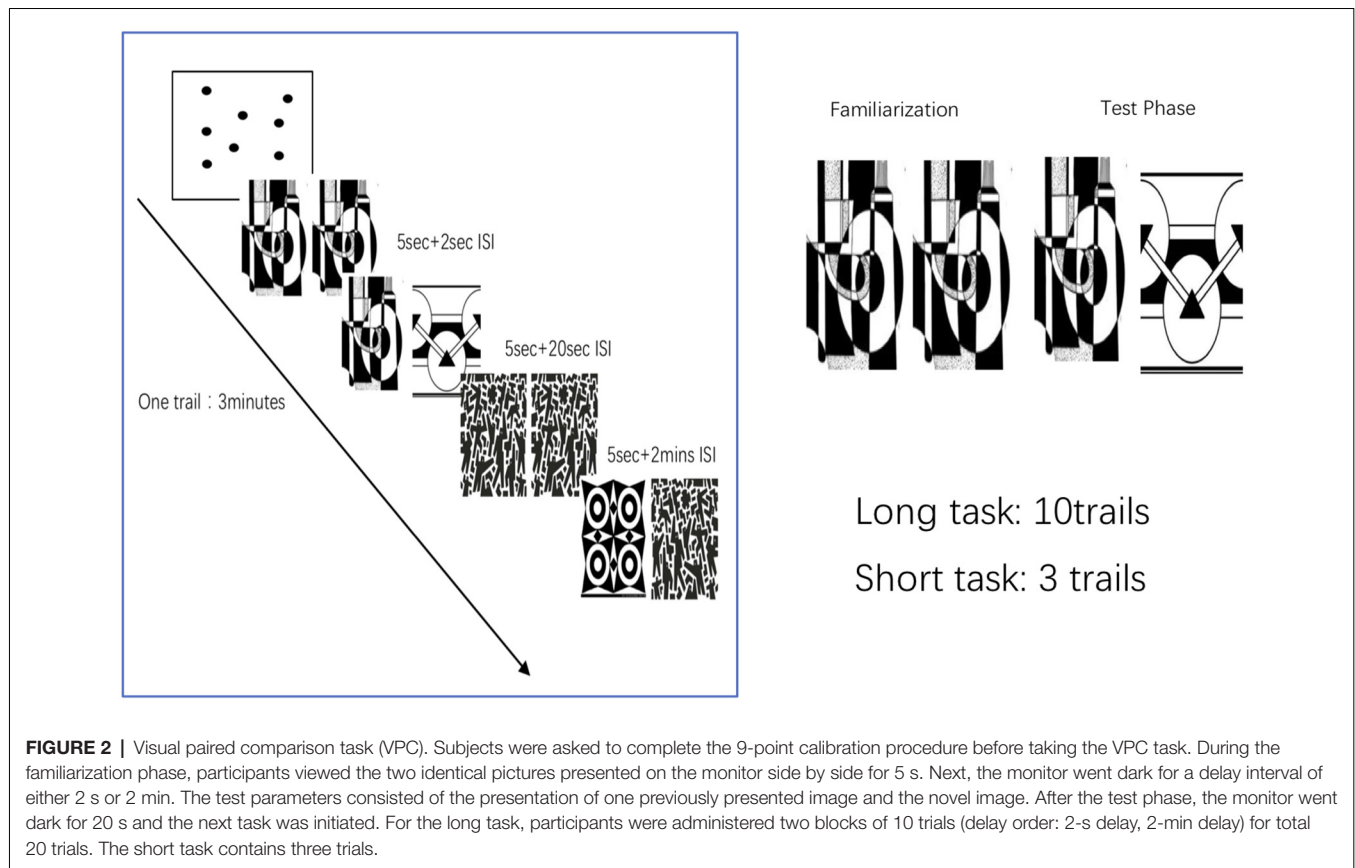 5sec+2sec ISI
5sec+20sec ISI
One trail：3minutes
5sec+2mins ISI
Familiarization
Test Phase
Long task: 10trails
Short task: 3 trails
FIGURE 2 | Visual paired comparison task (VPC). Subjects were asked to complete the 9-point calibration procedure before taking the VPC task. During the
familiarization phase, participants viewed the two identical pictures presented on the monitor side by side for 5 s. Next, the monitor went dark for a delay interval of
either 2 s or 2 min. The test parameters consisted of the presentation of one previously presented image and the novel image. After the test phase, the monitor went
dark for 20 s and the next task was initiated. For the long task, participants were administered two blocks of 10 trials (delay order: 2-s delay, 2-min delay) for total
20 trials. The short task contains three trials.